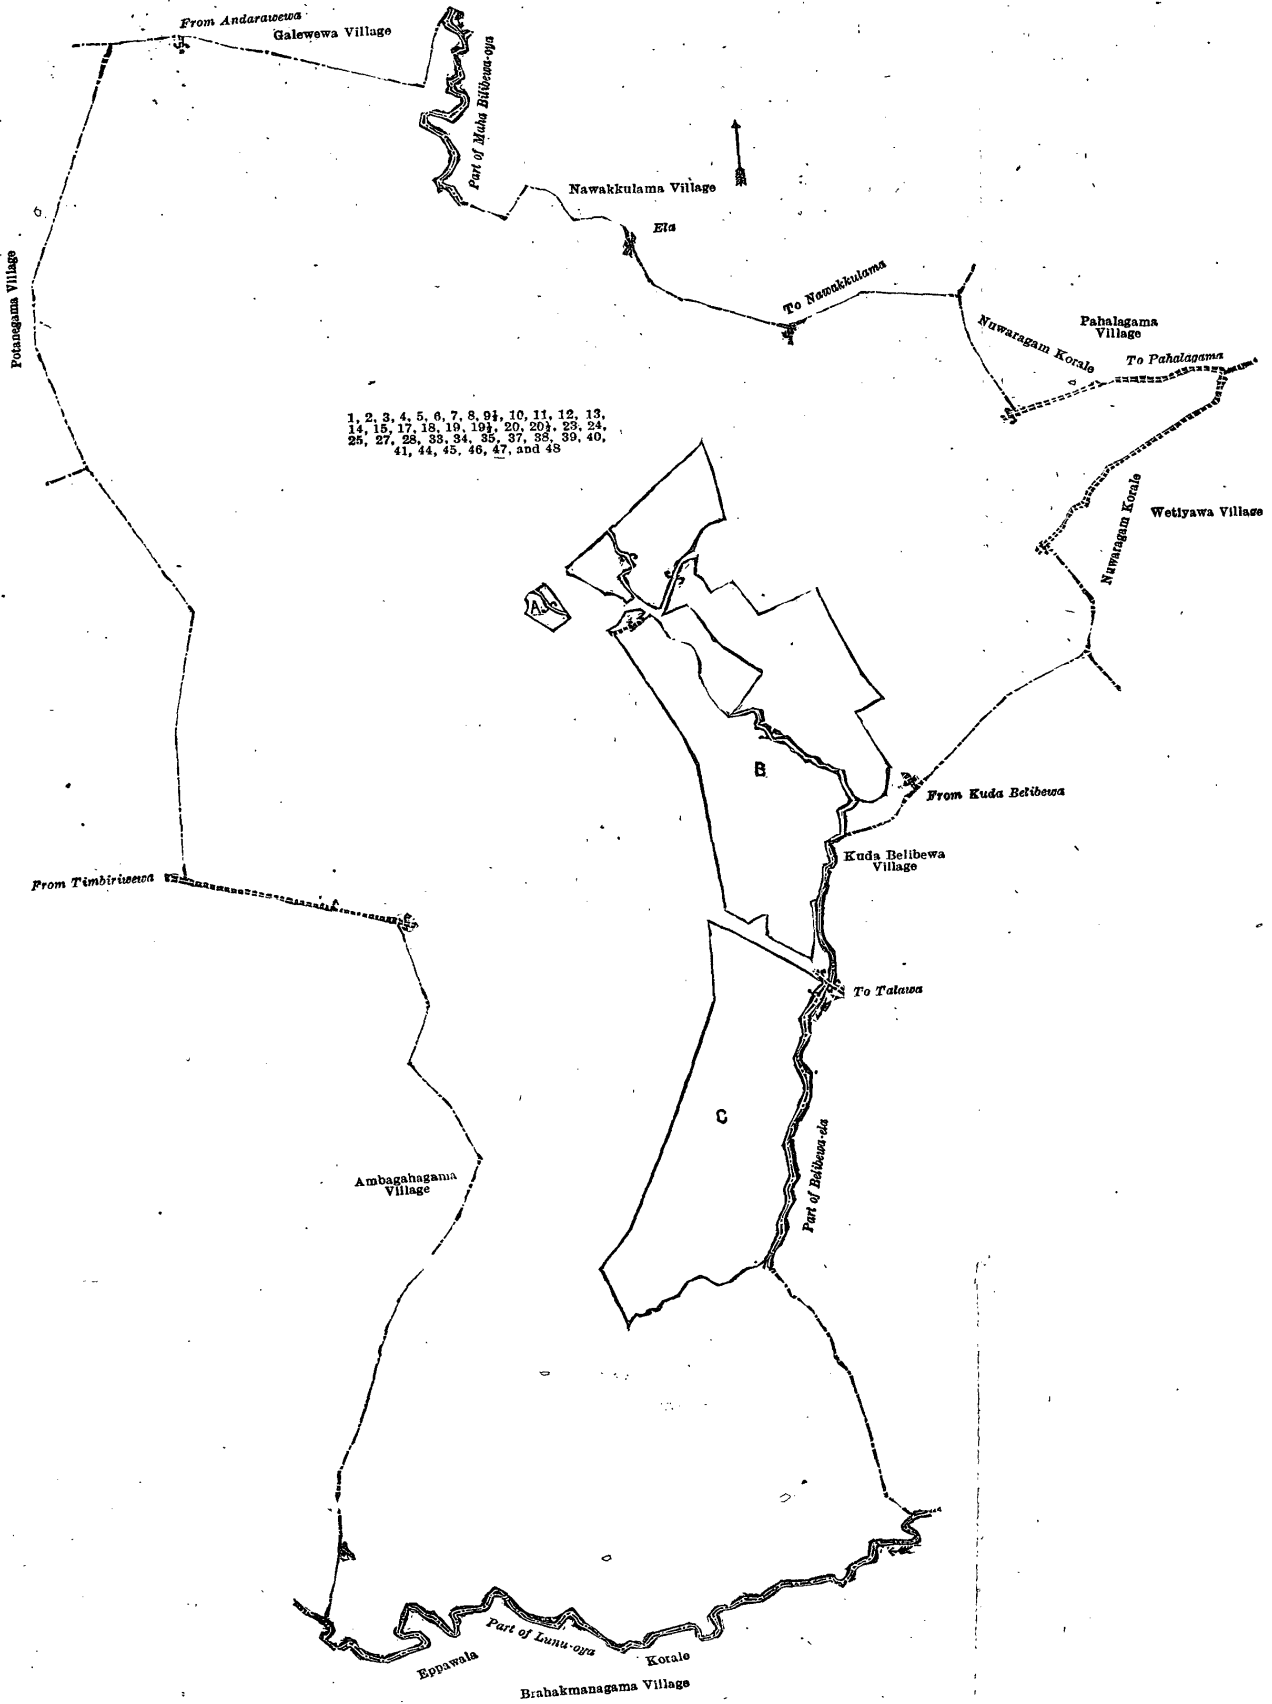 From Andarawewa
Galewewa Village
Part of Maha Bilibewa-oya
Nawakkulama Village
Ela
Potanegama Village
To Nawakkulama
Nuwaragam Korale
Pahalagama
Village
To Pahalagama
1, 2, 3, 4, 5, 6, 7, 8, 9½, 10, 11, 12, 13,
14, 15, 17, 18, 19, 19½, 20, 20½, 23, 24,
25, 27, 28, 33, 34, 35, 37, 38, 39, 40,
41, 44, 45, 46, 47, and 48
Nuwaragam Korale
Wetiyawa Village
A
B
From Kuda Belibewa
Kuda Belibewa
Village
From Timbiriwewa
To Talawa
C
Part of Belibewa-ela
Ambagahagama
Village
Part of Lunu-oya
Eppawala Korale
Brahakmanagama Village